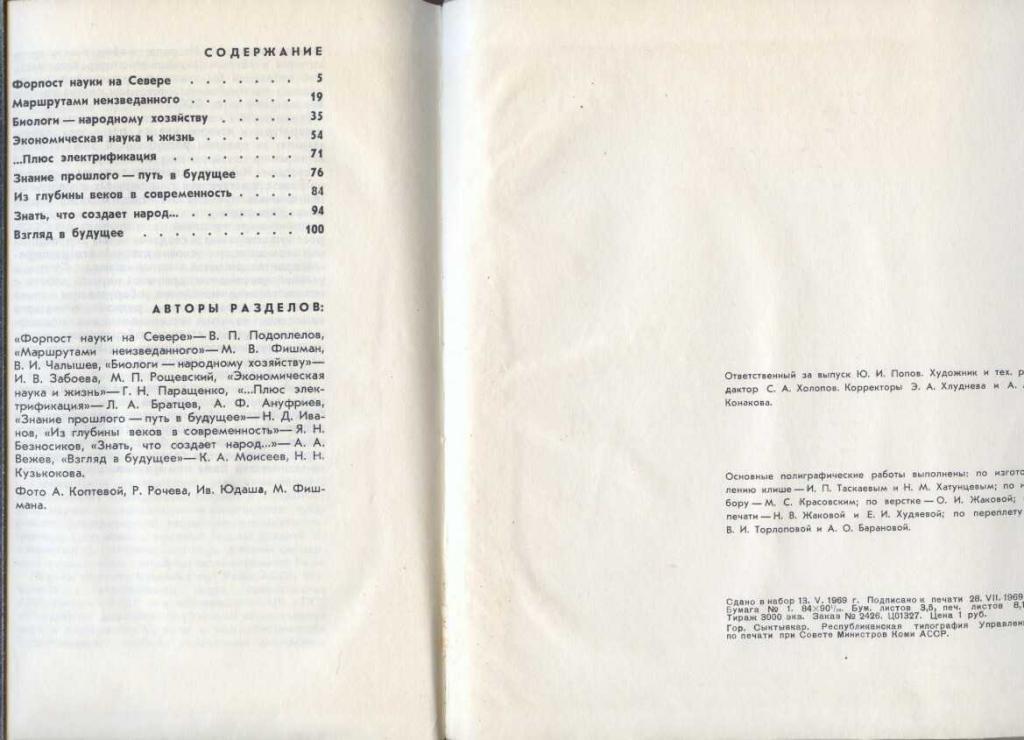 СОДЕРЖАНИЕ
Форпост науки на Севере . . . . . . . 5
Маршрутами неизведанного . . . . . . . 19
Биологи — народному хозяйству . . . . . 35
Экономическая наука и жизнь . . . . . . 54
...Плюс электрификация . . . . . . . . 71
Знание прошлого — путь в будущее . . . 76
Из глубины веков в современность . . . . 84
Знать, что создает народ... . . . . . . . 94
Взгляд в будущее . . . . . . . . . . 100
АВТОРЫ РАЗДЕЛОВ:
«Форпост науки на Севере»— В. П. Подоплелов,
«Маршрутами неизведанного»— М. В. Фишман,
В. И. Чалышев, «Биологи — народному хозяйству»—
И. В. Забоева, М. П. Рощевский, «Экономическая
наука и жизнь»— Г. Н. Паращенко, «...Плюс элек-
трификация»— Л. А. Братцев, А. Ф. Ануфриев,
«Знание прошлого — путь в будущее»— Н. Д. Ива-
нов, «Из глубины веков в современность»— Я. Н.
Безносиков, «Знать, что создает народ...»— А. А.
Вежев, «Взгляд в будущее»— К. А. Моисеев, Н. Н.
Кузькокова.
Фото А. Коптевой, Р. Рочева, Ив. Юдаша, М. Фиш-
мана.
Ответственный за выпуск Ю. И. Попов. Художник и тех. р
дактор С. А. Холопов. Корректоры Э. А. Хлуднева и А.
Конакова.
Основные полиграфические работы выполнены: по изгото
лению клише — И. П. Таскаевым и Н. М. Хатунцевым; по н
бору — М. С. Красовским; по верстке — О. И. Жаковой;
печати — Н. В. Жаковой и Е. И. Худяевой; по переплету
В. И. Торлоповой и А. О. Барановой.
Сдано в набор 13. V. 1969 г. Подписано к печати 28. VII. 1969
Бумага № 1. 84×90¹/₁₆. Бум. листов 3,5, печ. листов 8,1
Тираж 3000 экз. Заказ № 2426. Ц01327. Цена 1 руб.
Гор. Сыктывкар. Республиканская типография Управлени
по печати при Совете Министров Коми АССР.